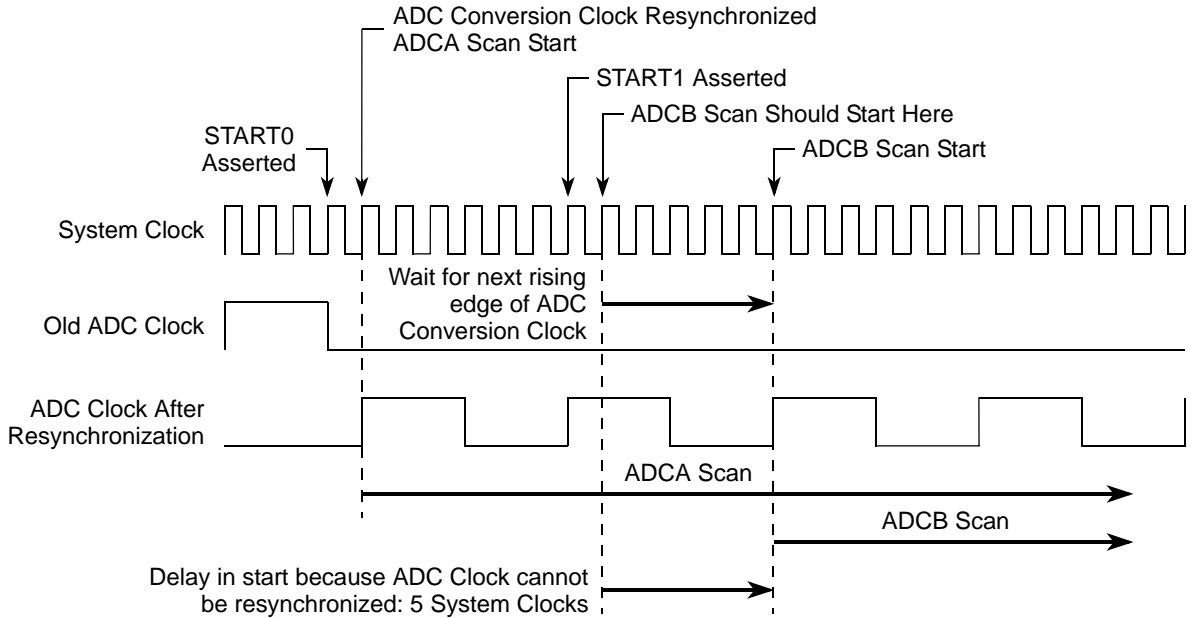 ADC Conversion Clock Resynchronized
ADCA Scan Start
START1 Asserted
ADCB Scan Should Start Here
START0
Asserted
ADCB Scan Start
System Clock
Wait for next rising
edge of ADC
Conversion Clock
Old ADC Clock
ADC Clock After
Resynchronization
ADCA Scan
ADCB Scan
Delay in start because ADC Clock cannot
be resynchronized: 5 System Clocks